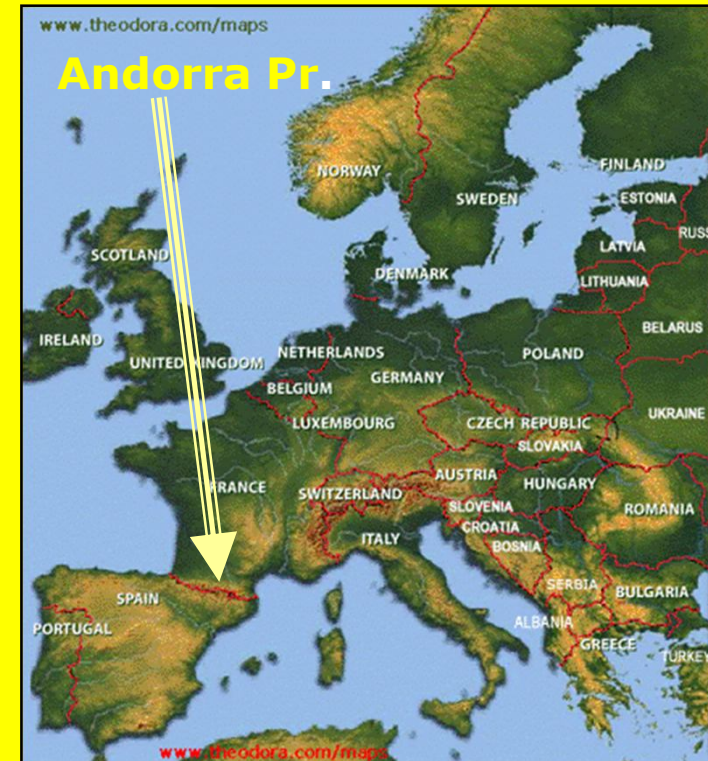 www.theodora.com/maps
Andorra Pr.
NORWAY
FINLAND
SWEDEN
ESTONIA
RUSS
SCOTLAND
LATVIA
DENMARK
LITHUANIA
IRELAND
BELARUS
UNITED KINGDOM
NETHERLANDS
POLAND
GERMANY
BELGIUM
UKRAINE
LUXEMBOURG
CZECH REPUBLIC
SLOVAKIA
AUSTRIA
HUNGARY
FRANCE
SWITZERLAND
SLOVENIA
ROMANIA
CROATIA
ITALY
BOSNIA
SERBIA
BULGARIA
SPAIN
ALBANIA
PORTUGAL
GREECE
TURKEY
www.theodora.com/maps